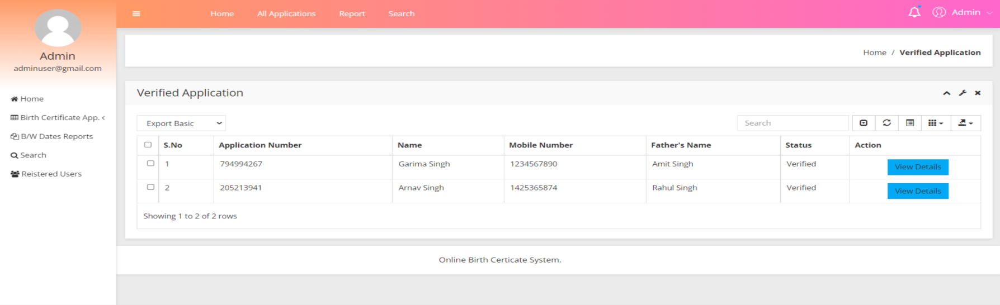 Admin
adminuser@gmail.com
Home
Birth Certificate App.
B/W Dates Reports
Search
Reistered Users
Home All Applications Report Search
Admin
Home / Verified Application
Verified Application
Export Basic
Search
S.No Application Number Name Mobile Number Father's Name Status Action
1 794994267 Garima Singh 1234567890 Amit Singh Verified View Details
2 205213941 Arnav Singh 1425365874 Rahul Singh Verified View Details
Showing 1 to 2 of 2 rows
Online Birth Certicate System.